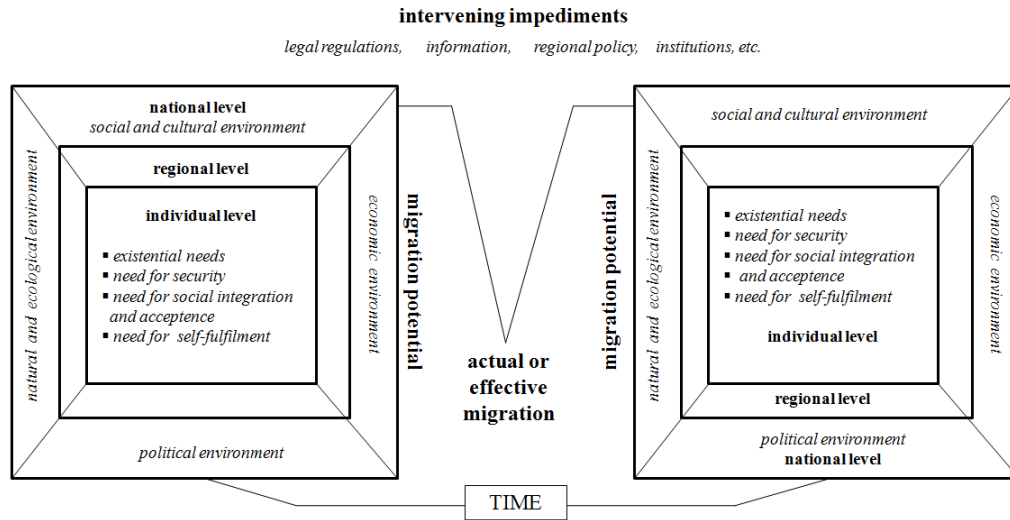 intervening impediments
legal regulations, information, regional policy, institutions, etc.
national level
social and cultural environment
regional level
individual level
▪ existential needs
▪ need for security
▪ need for social integration
and acceptence
▪ need for self-fulfilment
natural and ecological environment
economic environment
political environment
migration potential
actual or
effective
migration
migration potential
social and cultural environment
▪ existential needs
▪ need for security
▪ need for social integration
▪ and acceptence
▪ need for self-fulfilment
individual level
regional level
natural and ecological environment
economic environment
political environment
national level
TIME